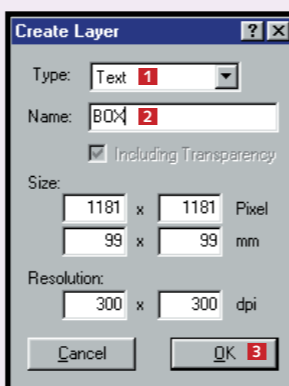 Create Layer ? ×
Type: Text 1
Name: BOX 2
Including Transparency
Size:
1181 x 1181 Pixel
99 x 99 mm
Resolution:
300 x 300 dpi
Cancel OK 3